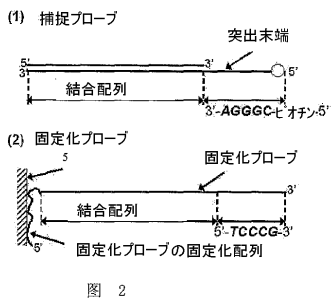 (1) 捕捉プローブ
突出末端
5' 3'
3' 5'
結合配列
3'-AGGGC-ビオチン-5'
(2) 固定化プローブ
5
固定化プローブ
3'
結合配列
5'-TCCCG-3'
5'
固定化プローブの固定化配列
图 2